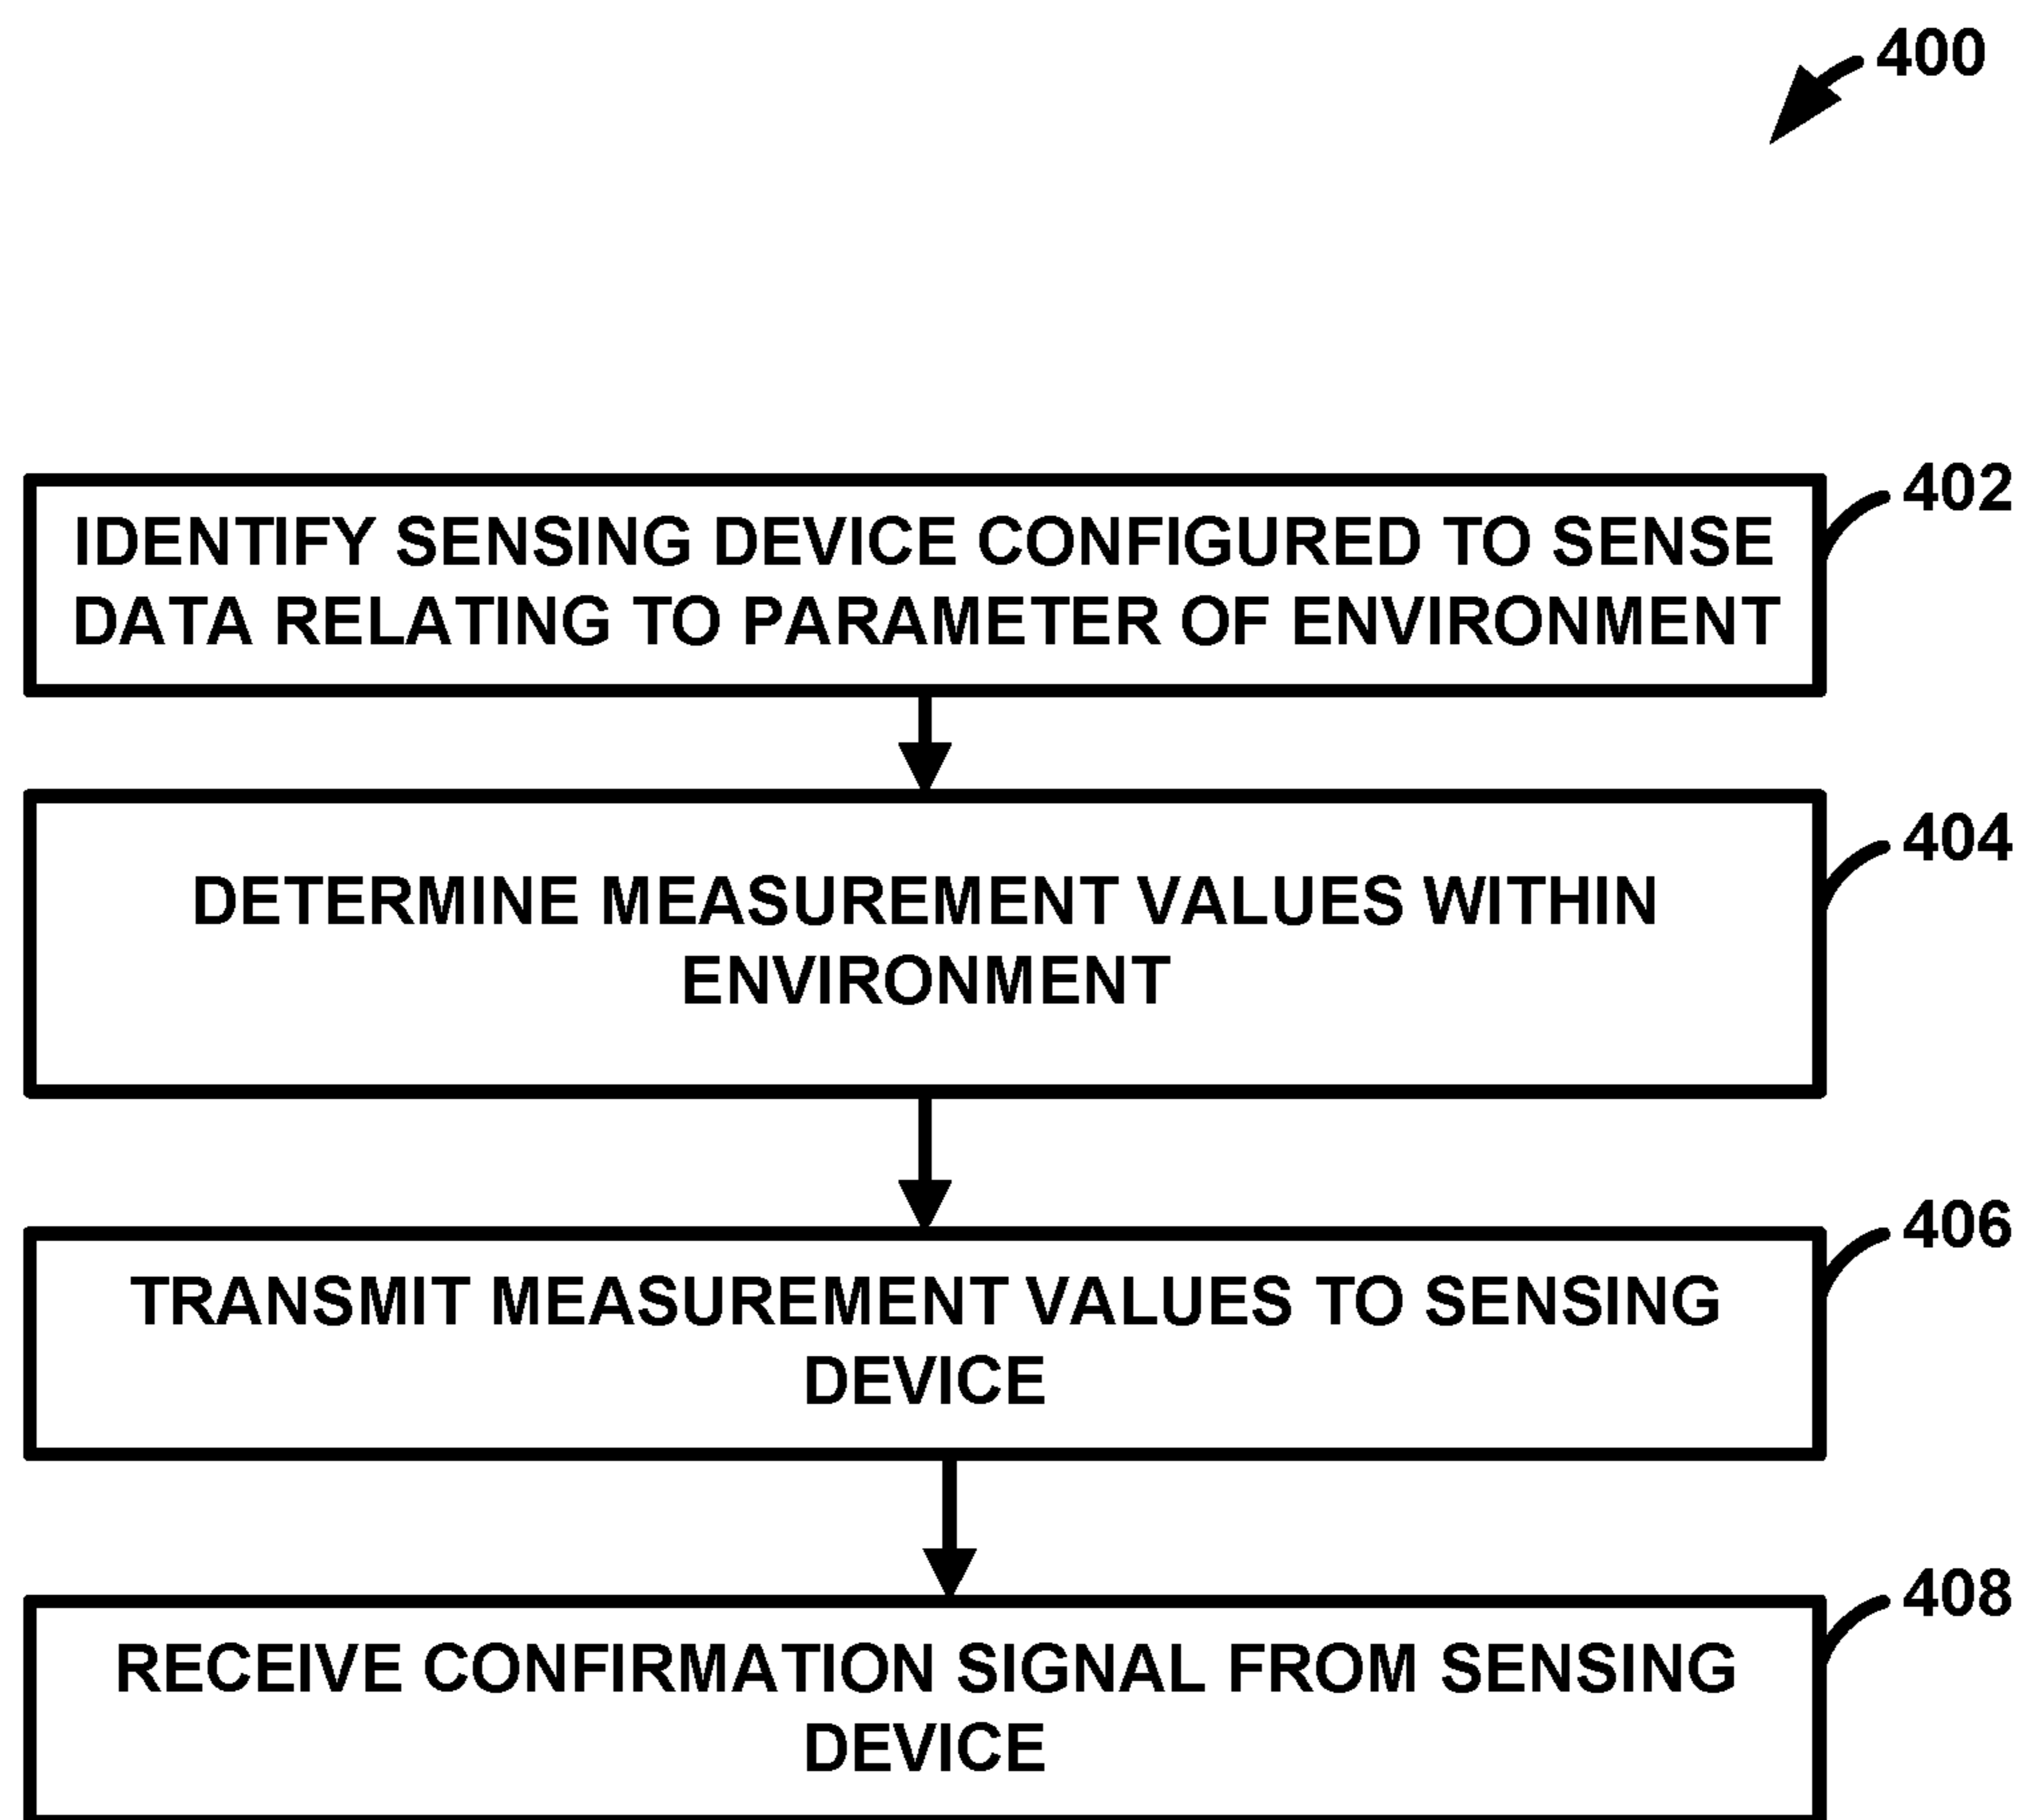 400
402
IDENTIFY SENSING DEVICE CONFIGURED TO SENSE
DATA RELATING TO PARAMETER OF ENVIRONMENT
404
DETERMINE MEASUREMENT VALUES WITHIN
ENVIRONMENT
406
TRANSMIT MEASUREMENT VALUES TO SENSING
DEVICE
408
RECEIVE CONFIRMATION SIGNAL FROM SENSING
DEVICE